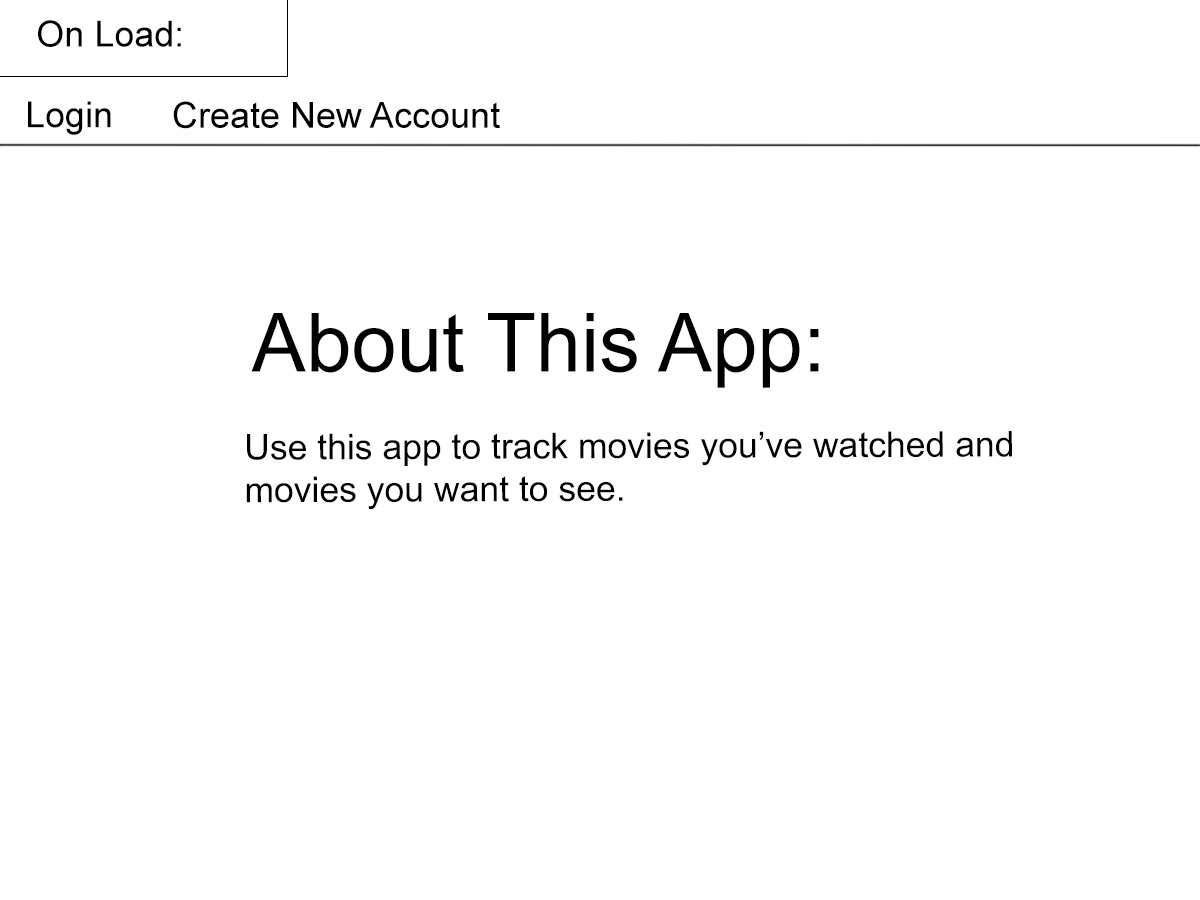 On Load:
Login Create New Account
About This App:
Use this app to track movies you’ve watched and
movies you want to see.